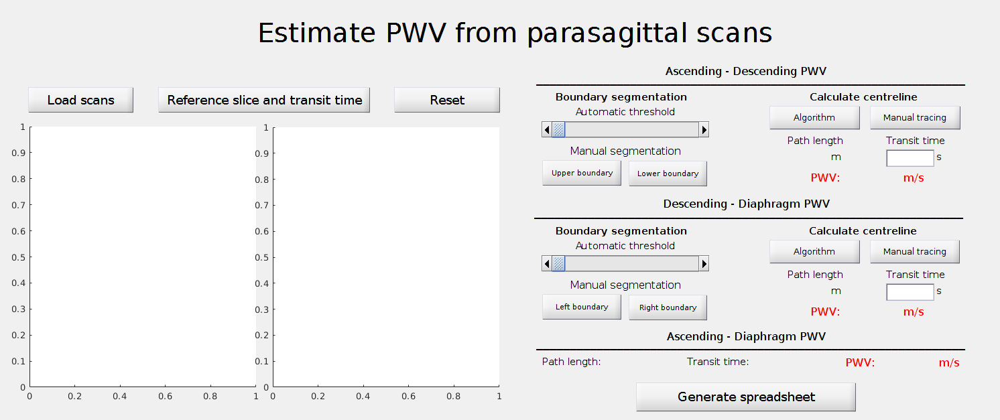 Estimate PWV from parasagittal scans
Load scans
Reference slice and transit time
Reset
1
0.9
0.8
0.7
0.6
0.5
0.4
0.3
0.2
0.1
0
0 0.2 0.4 0.6 0.8 1
1
0.9
0.8
0.7
0.6
0.5
0.4
0.3
0.2
0.1
0
0 0.2 0.4 0.6 0.8 1
Ascending - Descending PWV
Boundary segmentation
Automatic threshold
Manual segmentation
Upper boundary
Lower boundary
Calculate centreline
Algorithm
Manual tracing
Path length
m
Transit time
s
PWV: m/s
Descending - Diaphragm PWV
Boundary segmentation
Automatic threshold
Manual segmentation
Left boundary
Right boundary
Calculate centreline
Algorithm
Manual tracing
Path length
m
Transit time
s
PWV: m/s
Ascending - Diaphragm PWV
Path length: Transit time: PWV: m/s
Generate spreadsheet